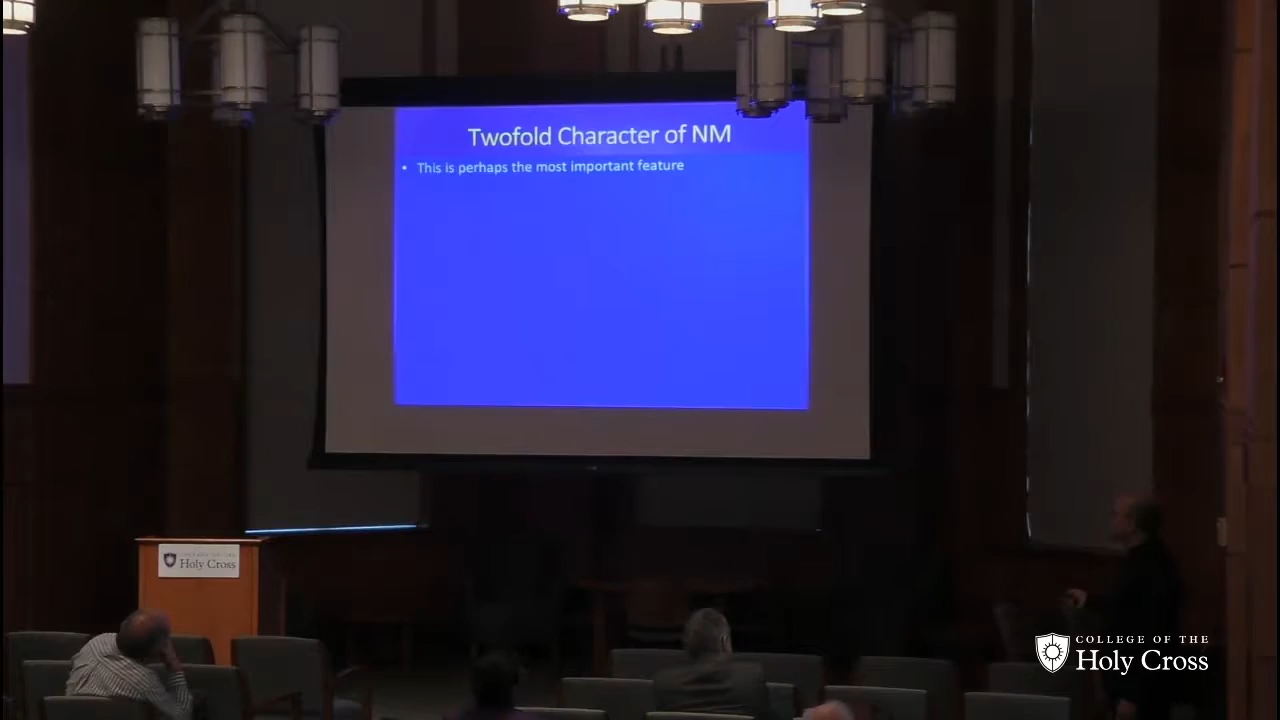 Twofold Character of NM
• This is perhaps the most important feature
Holy Cross
COLLEGE OF THE
Holy Cross